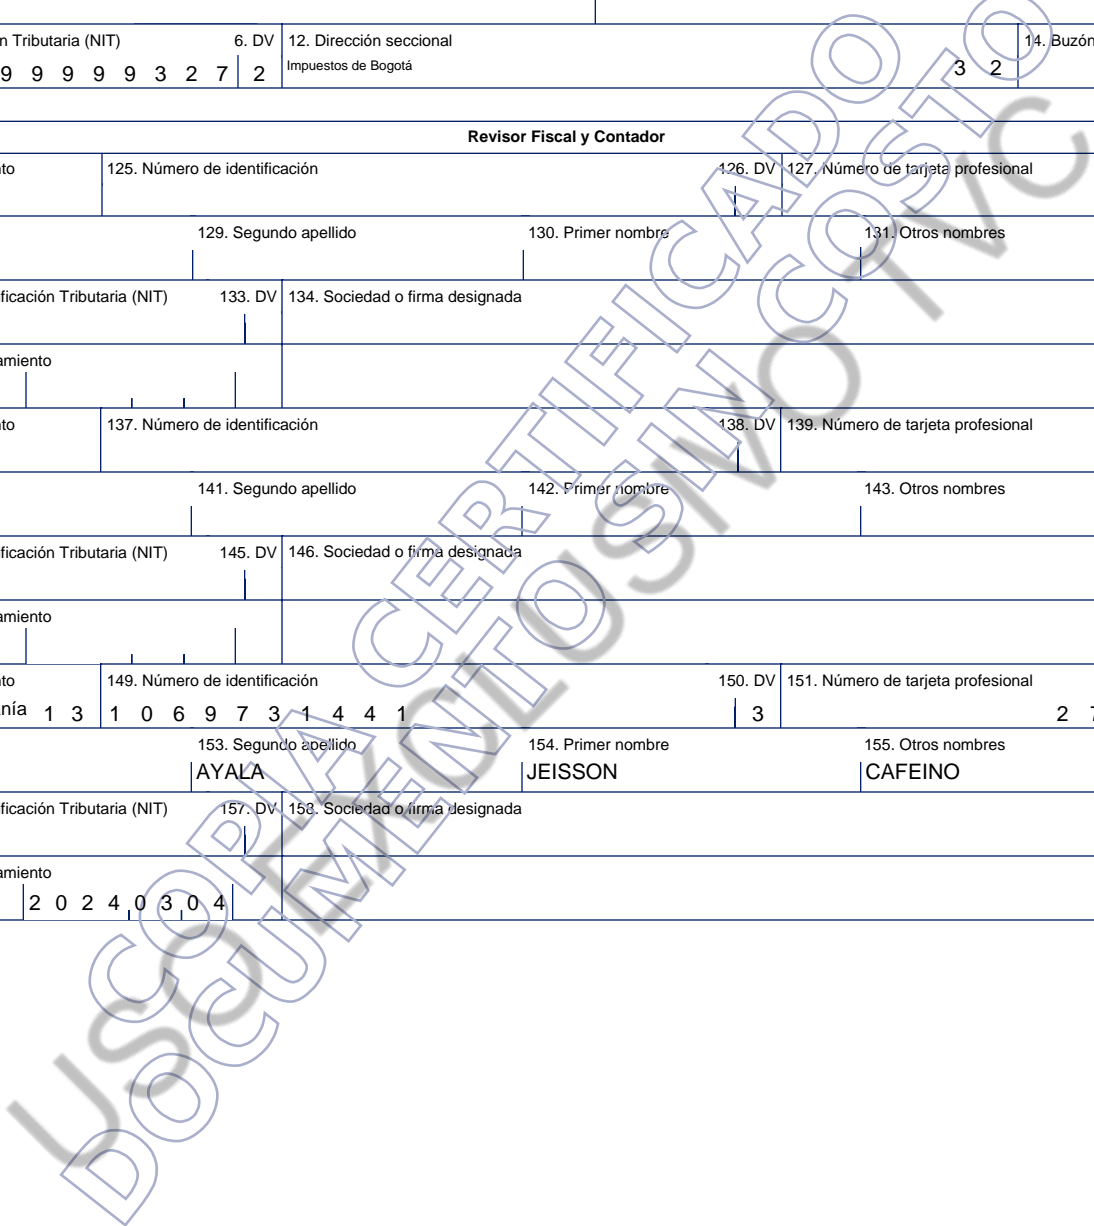 n Tributaria (NIT) 6. DV 12. Dirección seccional 14. Buzón
9 9 9 9 9 3 2 7 2 Impuestos de Bogotá 3 2
Revisor Fiscal y Contador
to 125. Número de identificación 126. DV 127. Número de tarjeta profesional
129. Segundo apellido 130. Primer nombre 131. Otros nombres
ficación Tributaria (NIT) 133. DV 134. Sociedad o firma designada
amiento
to 137. Número de identificación 138. DV 139. Número de tarjeta profesional
141. Segundo apellido 142. Primer nombre 143. Otros nombres
ficación Tributaria (NIT) 145. DV 146. Sociedad o firma designada
amiento
to 149. Número de identificación 150. DV 151. Número de tarjeta profesional
nía 1 3 1 0 6 9 7 3 1 4 4 1 3 2 7
153. Segundo apellido 154. Primer nombre 155. Otros nombres
AYALA JEISSON CAFEINO
ficación Tributaria (NIT) 157. DV 158. Sociedad o firma designada
amiento
2 0 2 4 0 3 0 4
COPIA CERTIFICADO
DOCUMENTO SIN COSTO
USO EXCLUSIVO TVC